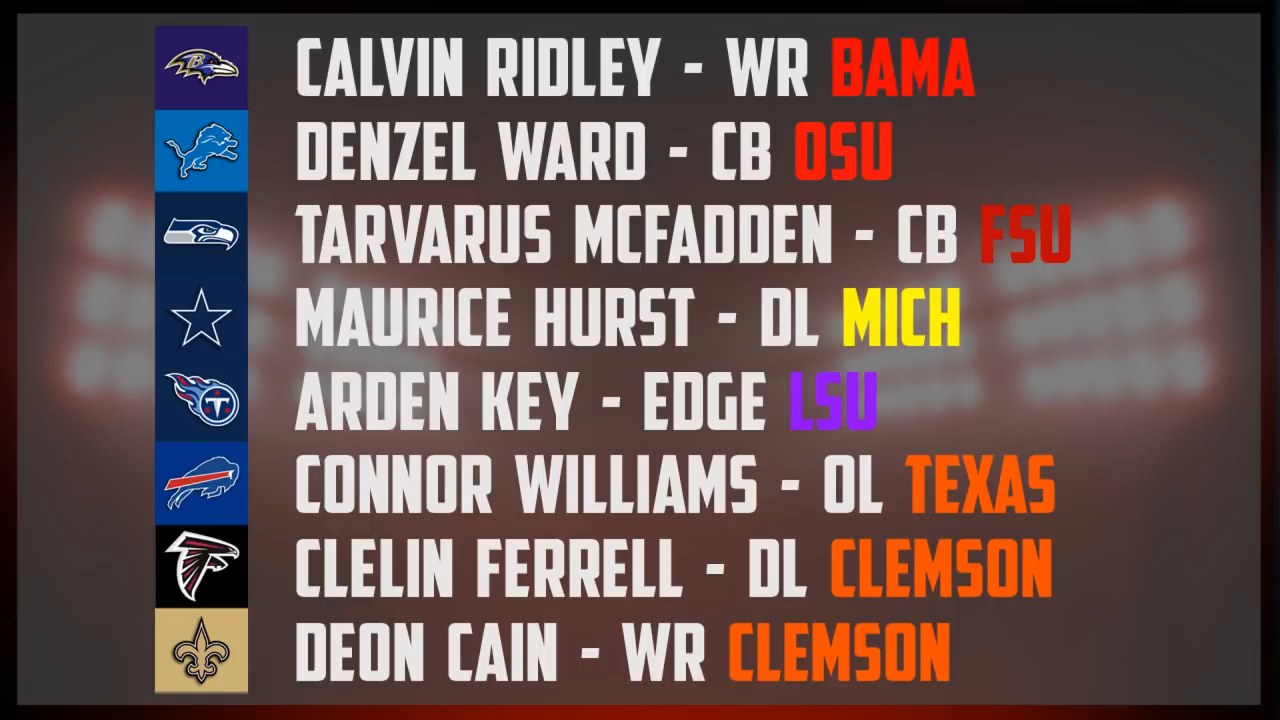 CALVIN RIDLEY - WR BAMA
DENZEL WARD - CB OSU
TARVARUS MCFADDEN - CB FSU
MAURICE HURST - DL MICH
ARDEN KEY - EDGE LSU
CONNOR WILLIAMS - OL TEXAS
CLELIN FERRELL - DL CLEMSON
DEON CAIN - WR CLEMSON